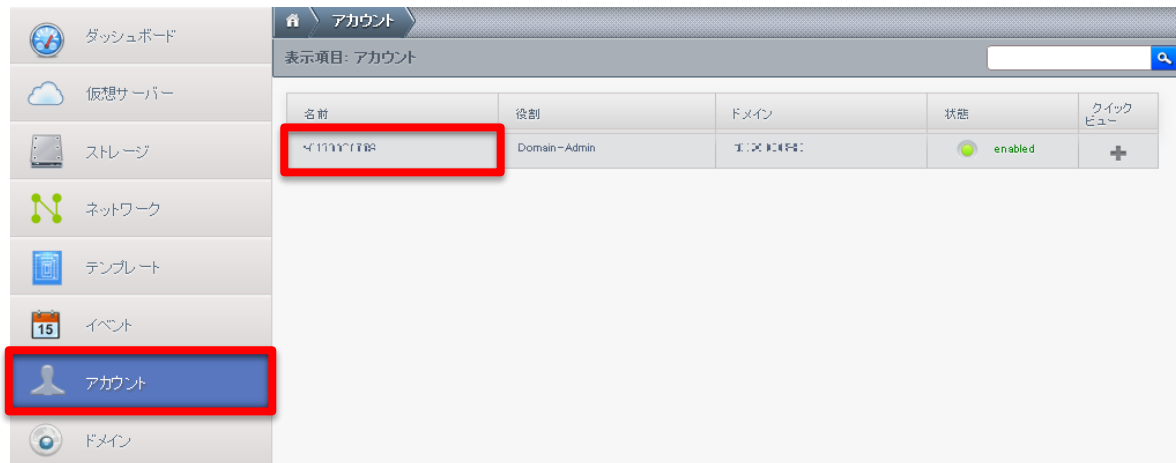 ダッシュボード
仮想サーバー
ストレージ
ネットワーク
テンプレート
15
イベント
アカウント
ドメイン
アカウント
表示項目: アカウント
名前 役割 ドメイン 状態 クイック
ビュー
Domain-Admin enabled